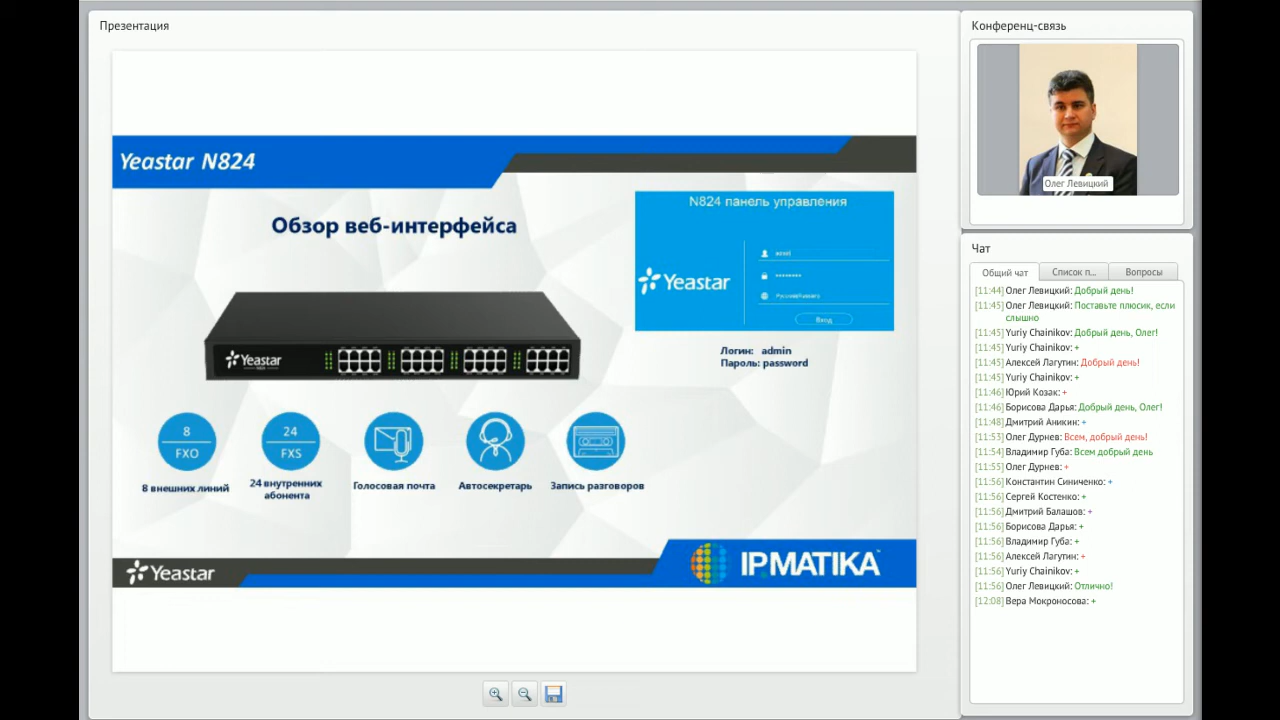 Презентация
Yeastar N824
Обзор веб-интерфейса
N824 панель управления
Yeastar
admin
••••••••
Русский
Вход
Логин: admin
Пароль: password
Yeastar
8
FXO
24
FXS
8 внешних линий
24 внутренних
абонента
Голосовая почта
Автосекретарь
Запись разговоров
Yeastar
IPMATIKA
Конференц-связь
Олег Левицкий
Чат
Общий чат
Список п...
Вопросы
[11:44] Олег Левицкий: Добрый день!
[11:45] Олег Левицкий: Поставьте плюсик, если
слышно
[11:45] Yuriy Chainikov: Добрый день, Олег!
[11:45] Yuriy Chainikov: +
[11:45] Алексей Лагутин: Добрый день!
[11:45] Yuriy Chainikov: +
[11:46] Юрий Козак: +
[11:46] Борисова Дарья: Добрый день, Олег!
[11:48] Дмитрий Аникин: +
[11:53] Олег Дурнев: Всем, добрый день!
[11:54] Владимир Губа: Всем добрый день
[11:55] Олег Дурнев: +
[11:56] Константин Синиченко: +
[11:56] Сергей Костенко: +
[11:56] Дмитрий Балашов: +
[11:56] Борисова Дарья: +
[11:56] Владимир Губа: +
[11:56] Алексей Лагутин: +
[11:56] Yuriy Chainikov: +
[11:56] Олег Левицкий: Отлично!
[12:08] Вера Мокроносова: +